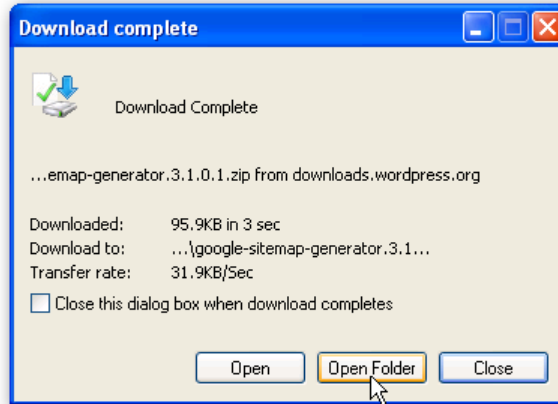 Download complete
Download Complete
...emap-generator.3.1.0.1.zip from downloads.wordpress.org
Downloaded: 95.9KB in 3 sec
Download to: ...\google-sitemap-generator.3.1...
Transfer rate: 31.9KB/Sec
Close this dialog box when download completes
Open Open Folder Close